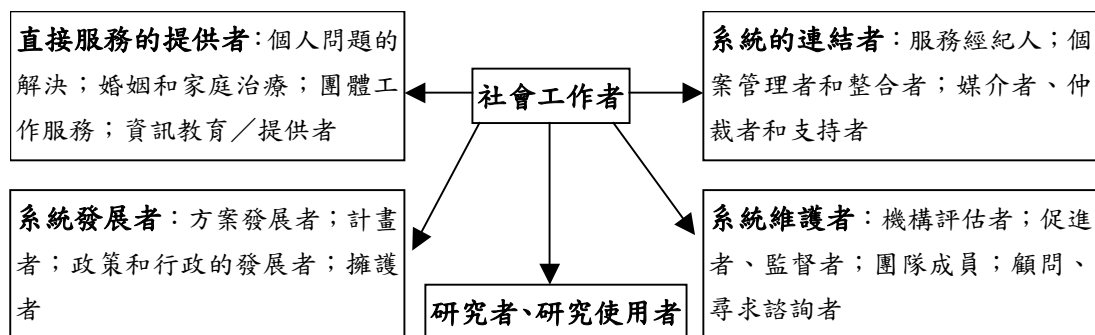 直接服務的提供者：個人問題的
解決；婚姻和家庭治療；團體工
作服務；資訊教育／提供者
社會工作者
系統的連結者：服務經紀人；個
案管理者和整合者；媒介者、仲
裁者和支持者
系統發展者：方案發展者；計畫
者；政策和行政的發展者；擁護
者
研究者、研究使用者
系統維護者：機構評估者；促進
者、監督者；團隊成員；顧問、
尋求諮詢者